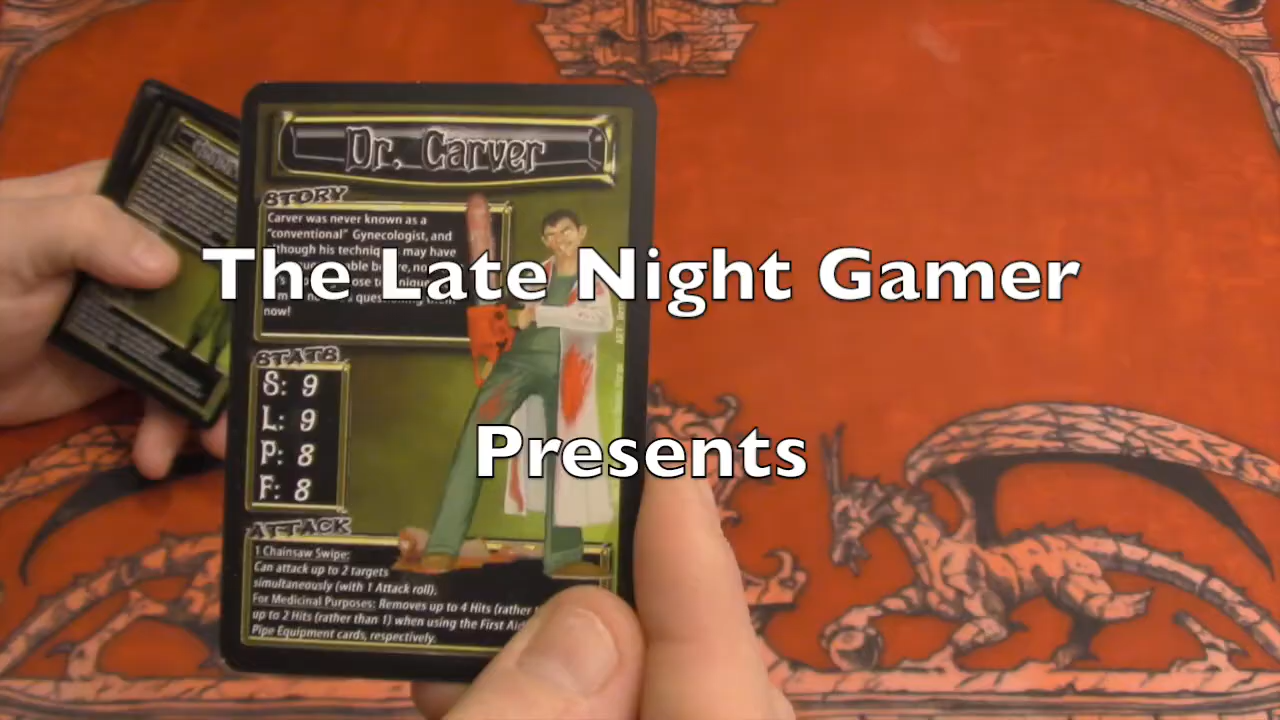 Dr. Carver
STORY
Carver was never known as a
"conventional" Gynecologist, and
though his may have
now!
The Late Night Gamer
Presents
STATS
S: 9
L: 9
P: 8
F: 8
ATTACK
1 Chainsaw Swipe:
Can attack up to 2 targets
simultaneously (with 1 Attack roll).
For Medicinal Purposes: Removes up to 4 Hits (rather
up to 2 Hits (rather than 1) when using the First Aid
Pipe Equipment cards, respectively.